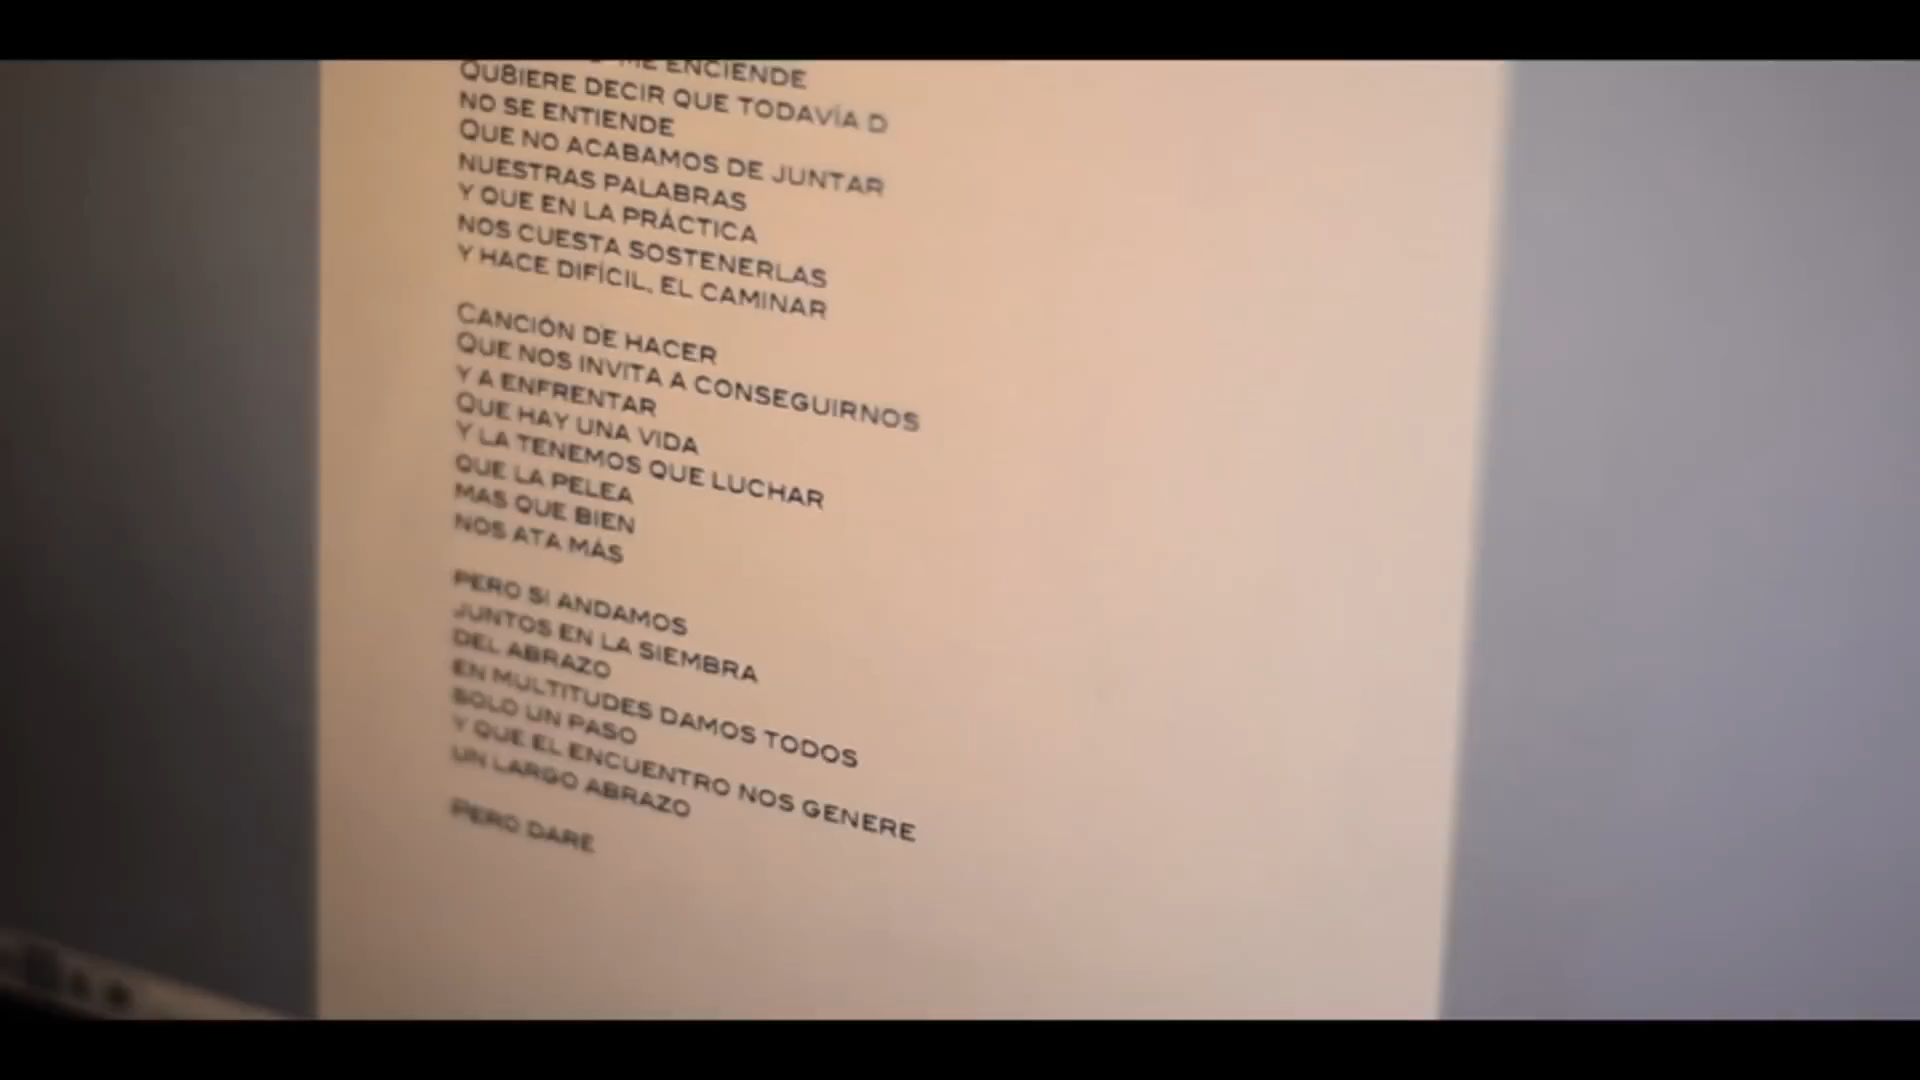 ME ENCIENDE
QU8IERE DECIR QUE TODAVÍA D
NO SE ENTIENDE
QUE NO ACABAMOS DE JUNTAR
NUESTRAS PALABRAS
Y QUE EN LA PRÁCTICA
NOS CUESTA SOSTENERLAS
Y HACE DIFÍCIL, EL CAMINAR
CANCIÓN DE HACER
QUE NOS INVITA A CONSEGUIRNOS
Y A ENFRENTAR
QUE HAY UNA VIDA
Y LA TENEMOS QUE LUCHAR
QUE LA PELEA
MAS QUE BIEN
NOS ATA MÁS
PERO SI ANDAMOS
JUNTOS EN LA SIEMBRA
DEL ABRAZO
EN MULTITUDES DAMOS TODOS
SOLO UN PASO
Y QUE EL ENCUENTRO NOS GENERE
UN LARGO ABRAZO
PERO DARE